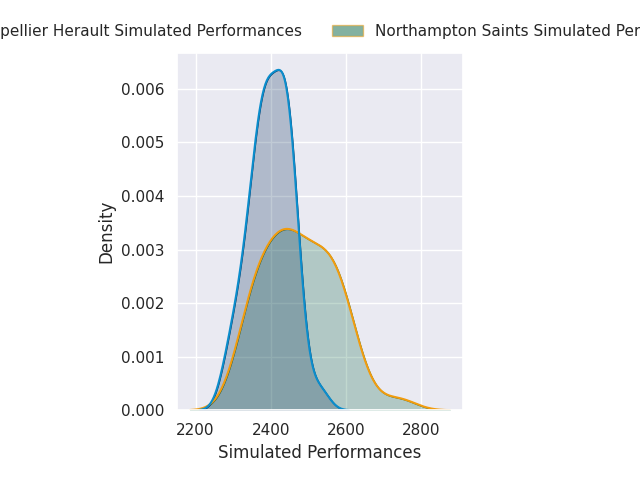 pellier Herault Simulated Performances
Northampton Saints Simulated Per
0.006
0.005
0.004
0.003
0.002
0.001
0.000
Density
2200 2400 2600 2800
Simulated Performances